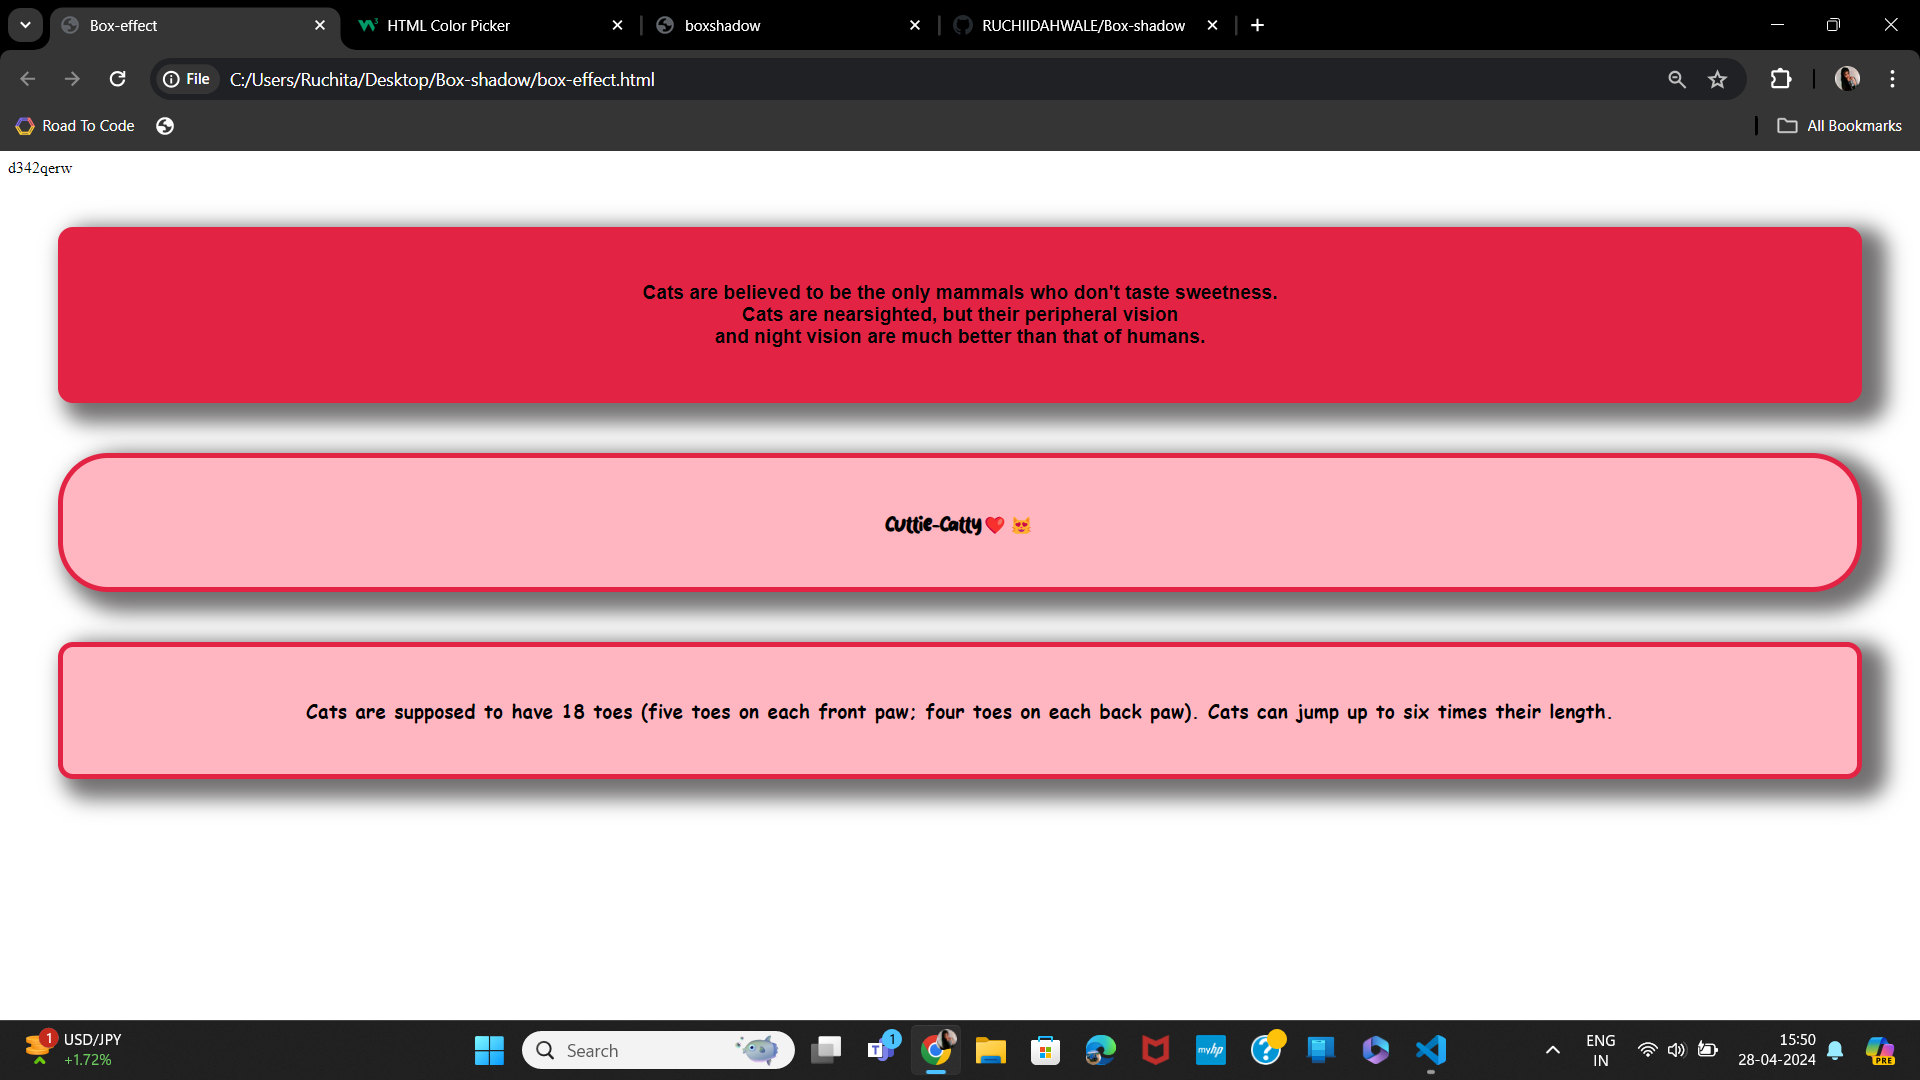 Box-effect
HTML Color Picker
boxshadow
RUCHIIDAHWALE/Box-shadow
File
C:/Users/Ruchita/Desktop/Box-shadow/box-effect.html
Road To Code
All Bookmarks
d342qerw
Cats are believed to be the only mammals who don't taste sweetness.
Cats are nearsighted, but their peripheral vision
and night vision are much better than that of humans.
Cuttie-Catty❤️ 😻
Cats are supposed to have 18 toes (five toes on each front paw; four toes on each back paw). Cats can jump up to six times their length.
1
USD/JPY
+1.72%
Search
T
1
myhp
?
ENG
IN
15:50
28-04-2024
PRE